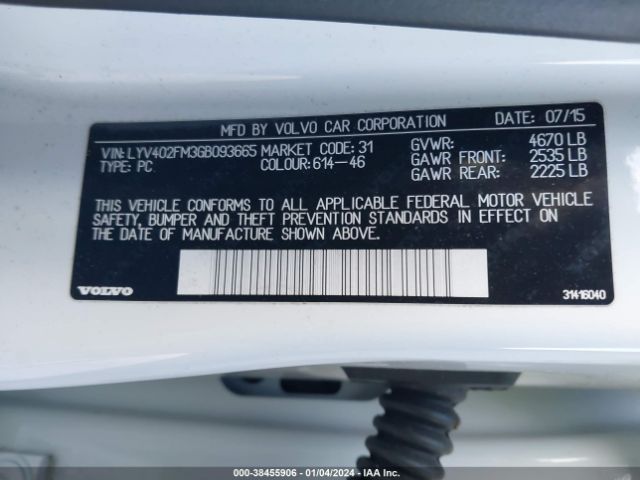 MFD BY VOLVO CAR CORPORATION DATE: 07/15
VIN: LYV402FM3GB093665 MARKET CODE: 31 GVWR: 4670 LB
TYPE: PC COLOUR: 614-46 GAWR FRONT: 2535 LB
GAWR REAR: 2225 LB
THIS VEHICLE CONFORMS TO ALL APPLICABLE FEDERAL MOTOR VEHICLE
SAFETY, BUMPER AND THEFT PREVENTION STANDARDS IN EFFECT ON
THE DATE OF MANUFACTURE SHOWN ABOVE.
VOLVO 31416040
000-38455906 - 01/04/2024 - IAA Inc.